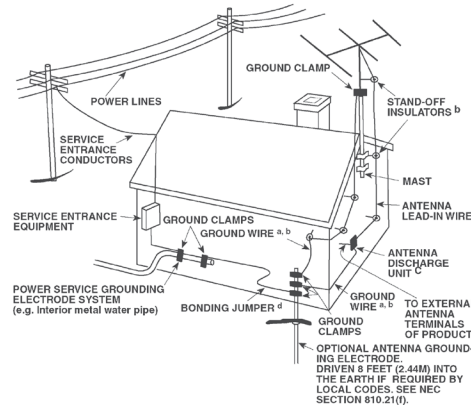 GROUND CLAMP
POWER LINES
STAND-OFF
INSULATORS b
SERVICE
ENTRANCE
CONDUCTORS
MAST
ANTENNA
LEAD-IN WIRE
SERVICE ENTRANCE
EQUIPMENT
GROUND CLAMPS
GROUND WIRE a, b
ANTENNA
DISCHARGE
UNIT C
POWER SERVICE GROUNDING
ELECTRODE SYSTEM
(e.g. Interior metal water pipe)
BONDING JUMPER d
GROUND
WIRE a, b
GROUND
CLAMPS
TO EXTERNA
ANTENNA
TERMINALS
OF PRODUCT
OPTIONAL ANTENNA GROUND-
ING ELECTRODE.
DRIVEN 8 FEET (2.44M) INTO
THE EARTH IF REQUIRED BY
LOCAL CODES. SEE NEC
SECTION 810.21(f).